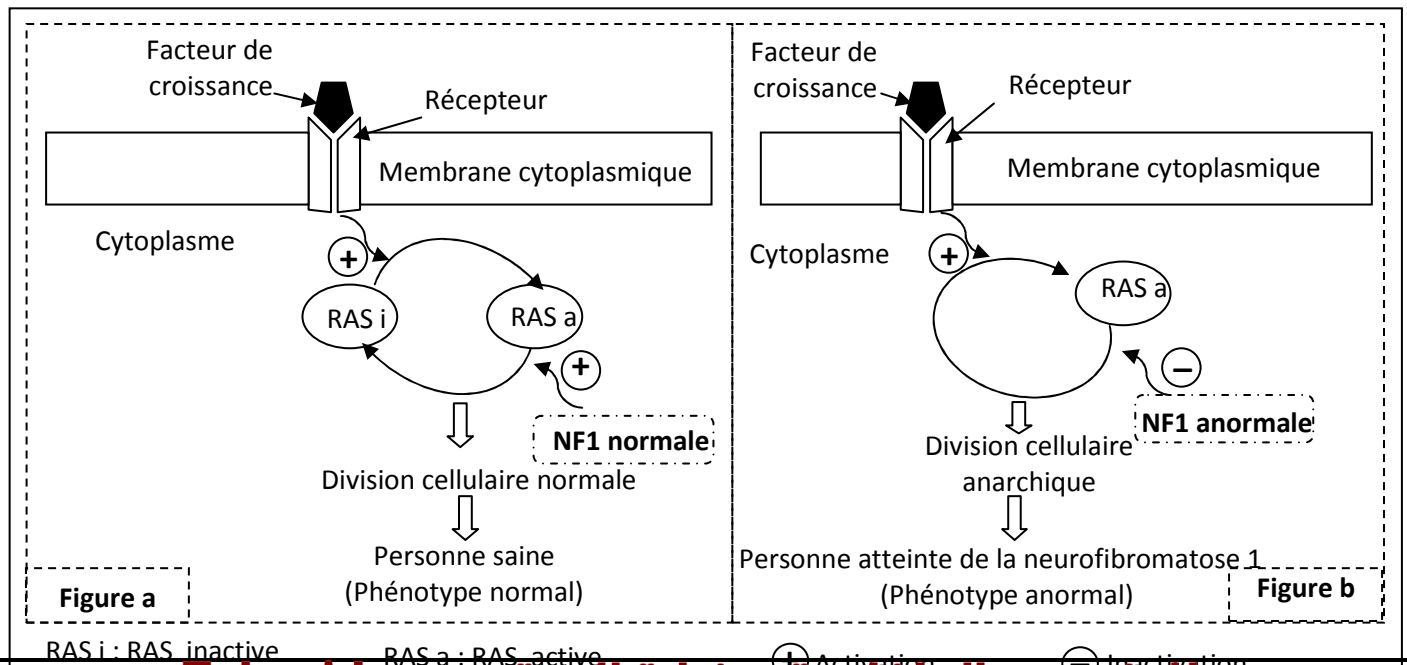 Facteur de
croissance
Récepteur
Membrane cytoplasmique
Cytoplasme
+
RAS i
RAS a
+
NF1 normale
Division cellulaire normale
Personne saine
(Phénotype normal)
Figure a
Facteur de
croissance
Récepteur
Membrane cytoplasmique
Cytoplasme
+
RAS a
−
NF1 anormale
Division cellulaire
anarchique
Personne atteinte de la neurofibromatose 1
(Phénotype anormal)
Figure b
RAS i : RAS inactive
RAS a : RAS active
+ Activation
−